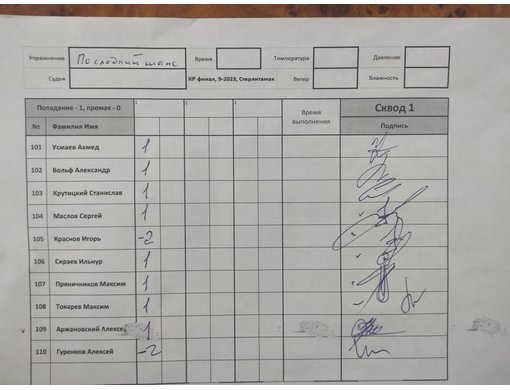 Упражнение Последний шанс Время Температура Давление
Судья КР финал, 9-2023, Стерлитамак Ветер Влажность
Попадание - 1, промах - 0 1 2 3 Время выполнения Сквод 1
№ Фамилия Имя Подпись
101 Усмаев Ахмед 1
102 Вольф Александр 1
103 Крутицкий Станислав 1
104 Маслов Сергей 1
105 Краснов Игорь -2
106 Сираев Ильнур 1
107 Пряничников Максим 1
108 Токарев Максим 1
109 Аржановский Алексей 1
110 Гуренков Алексей -2